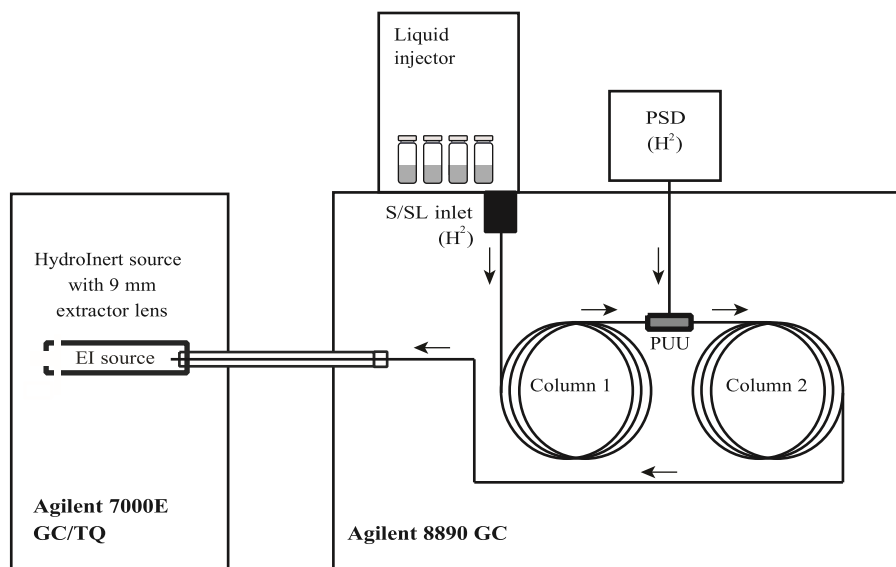 Liquid
injector
PSD
(H²)
S/SL inlet
(H²)
HydroInert source
with 9 mm
extractor lens
EI source
PUU
Column 1
Column 2
Agilent 7000E
GC/TQ
Agilent 8890 GC